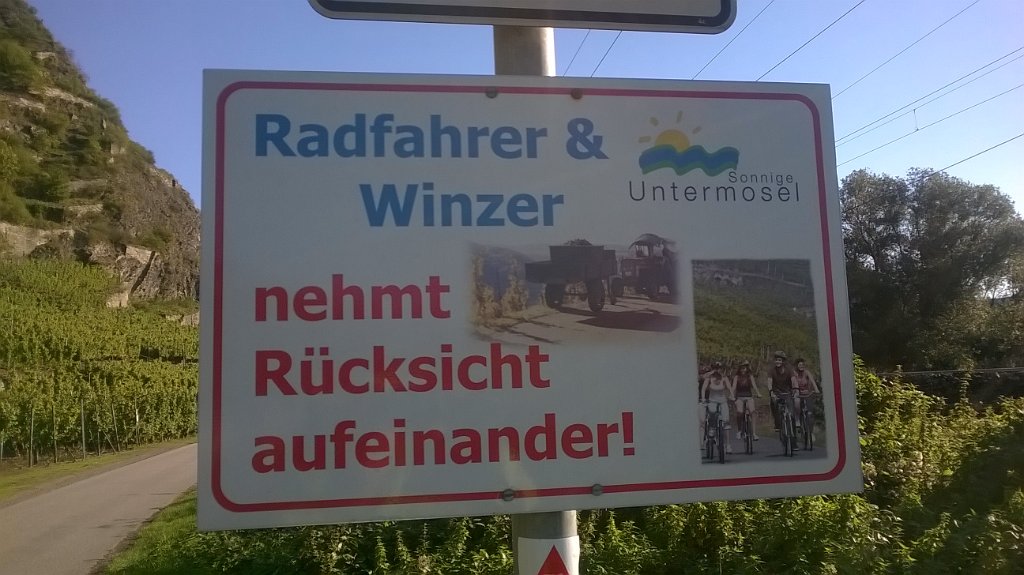 Radfahrer &
Winzer
Sonnige
Untermosel
nehmt
Rücksicht
aufeinander!